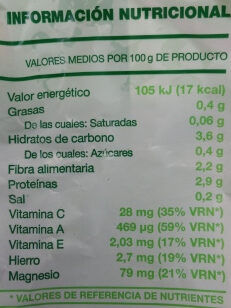 INFORMACIÓN NUTRICIONAL
VALORES MEDIOS POR 100 g DE PRODUCTO
Valor energético 105 kJ (17 kcal)
Grasas 0,4 g
De las cuales: Saturadas 0,06 g
Hidratos de carbono 3,6 g
De los cuales: Azúcares 0,4 g
Fibra alimentaria 2,2 g
Proteínas 2,9 g
Sal 0,2 g
Vitamina C 28 mg (35% VRN*)
Vitamina A 469 µg (59% VRN*)
Vitamina E 2,03 mg (17% VRN*)
Hierro 2,7 mg (19% VRN*)
Magnesio 79 mg (21% VRN*)
* VALORES DE REFERENCIA DE NUTRIENTES